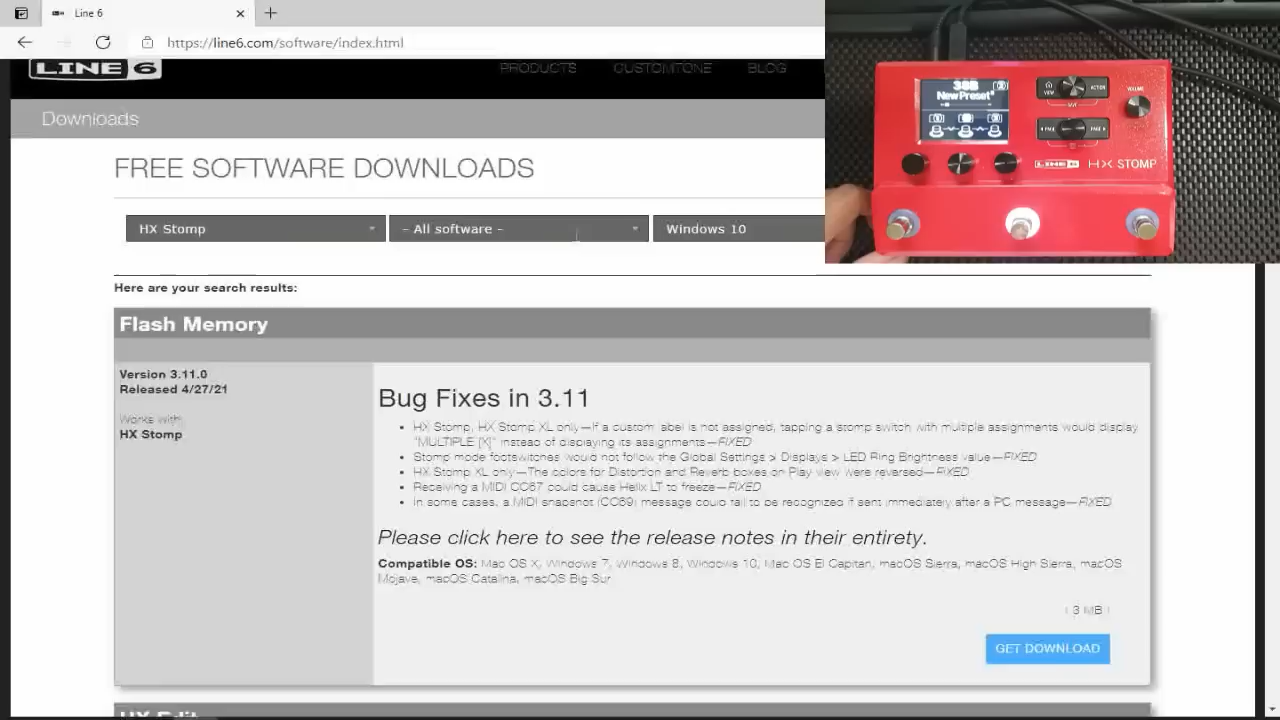 Line 6
https://line6.com/software/index.html
LINE 6
PRODUCTS CUSTOMTONE BLOG
Downloads
FREE SOFTWARE DOWNLOADS
HX Stomp - All software - Windows 10
Here are your search results:
Flash Memory
Version 3.11.0
Released 4/27/21
Works with:
HX Stomp
Bug Fixes in 3.11
• HX Stomp, HX Stomp XL only—If a custom label is not assigned, tapping a stomp switch with multiple assignments would display
"MULTIPLE [X]" instead of displaying its assignments—FIXED
• Stomp mode footswitches would not follow the Global Settings > Displays > LED Ring Brightness value—FIXED
• HX Stomp XL only—The colors for Distortion and Reverb boxes on Play view were reversed—FIXED
• Receiving a MIDI CC67 could cause Helix LT to freeze—FIXED
• In some cases, a MIDI snapshot (CC69) message could fail to be recognized if sent immediately after a PC message—FIXED
Please click here to see the release notes in their entirety.
Compatible OS: Mac OS X, Windows 7, Windows 8, Windows 10, Mac OS El Capitan, macOS Sierra, macOS High Sierra, macOS
Mojave, macOS Catalina, macOS Big Sur
( 3 MB )
GET DOWNLOAD
HX Edit
New Preset*
VIEW
ACTION
VOLUME
◄ PAGE
PAGE ►
LINE 6 HX STOMP